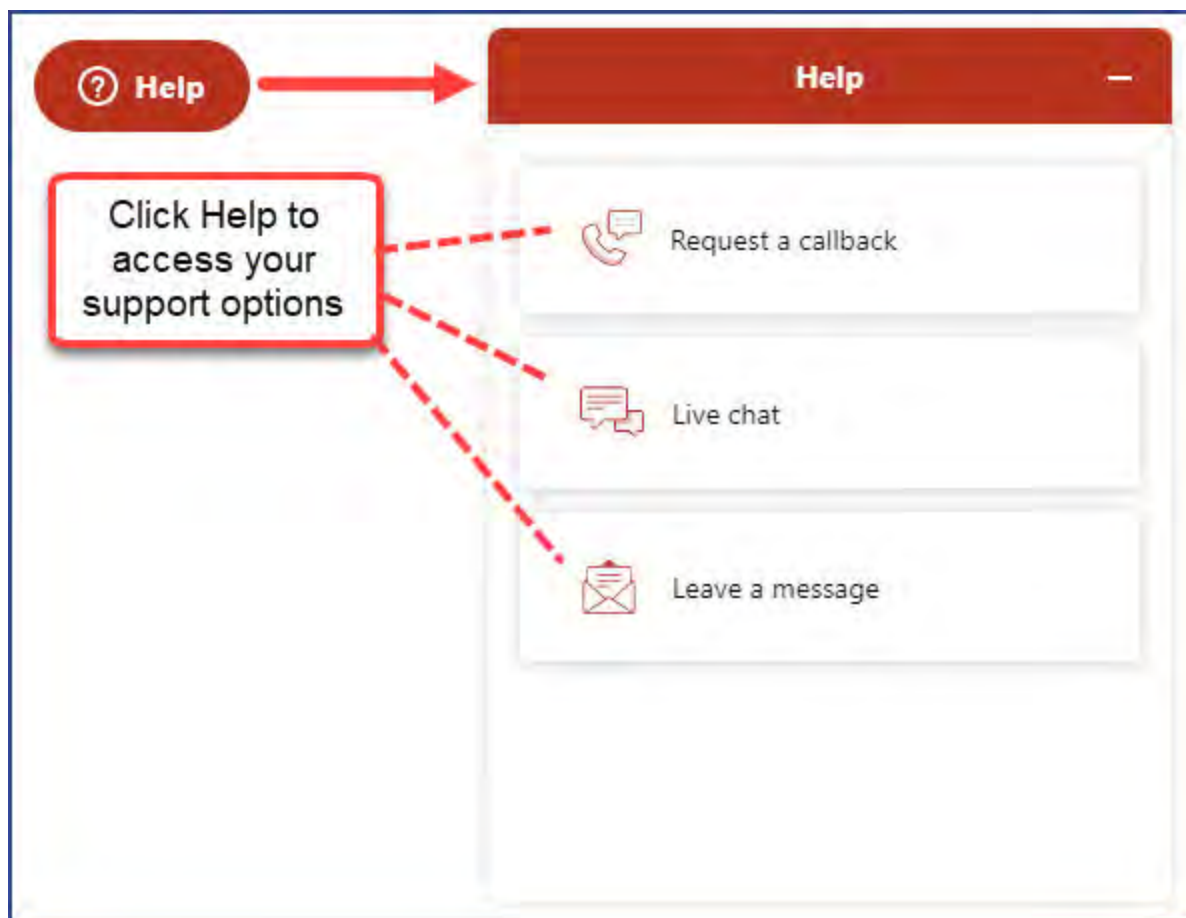 Help
Help
Click Help to
access your
support options
Request a callback
Live chat
Leave a message